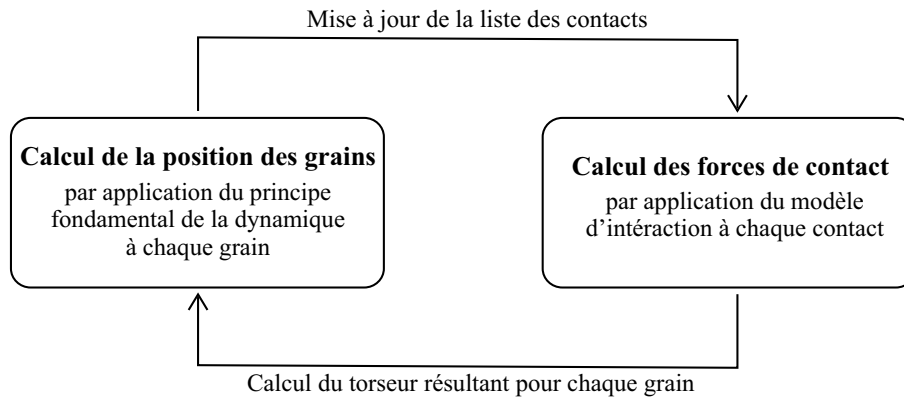 Mise à jour de la liste des contacts
Calcul de la position des grains
par application du principe
fondamental de la dynamique
à chaque grain
Calcul des forces de contact
par application du modèle
d'intéraction à chaque contact
Calcul du torseur résultant pour chaque grain